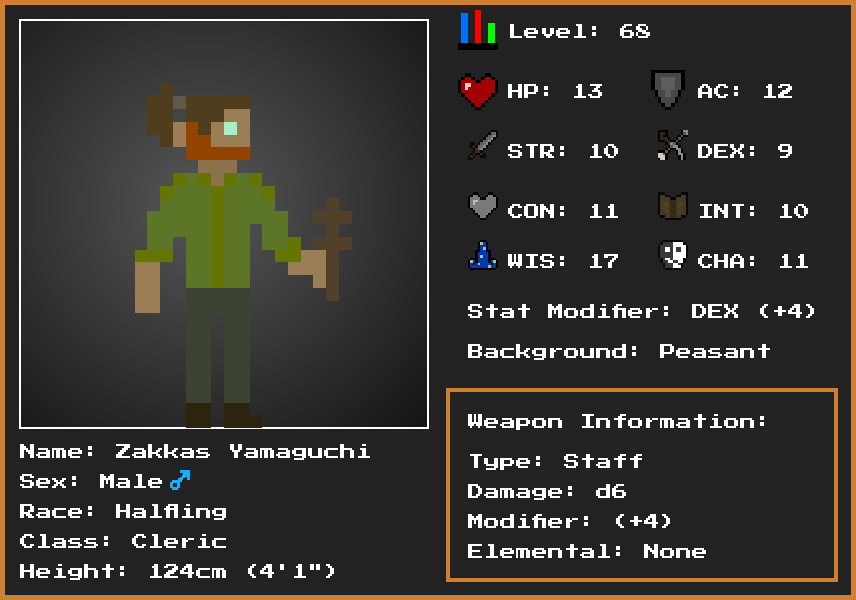 Level: 68
HP: 13
AC: 12
STR: 10
DEX: 9
CON: 11
INT: 10
WIS: 17
CHA: 11
Stat Modifier: DEX (+4)
Background: Peasant
Weapon Information:
Type: Staff
Damage: d6
Modifier: (+4)
Elemental: None
Name: Zakkas Yamaguchi
Sex: Male♂
Race: Halfling
Class: Cleric
Height: 124cm (4'1")